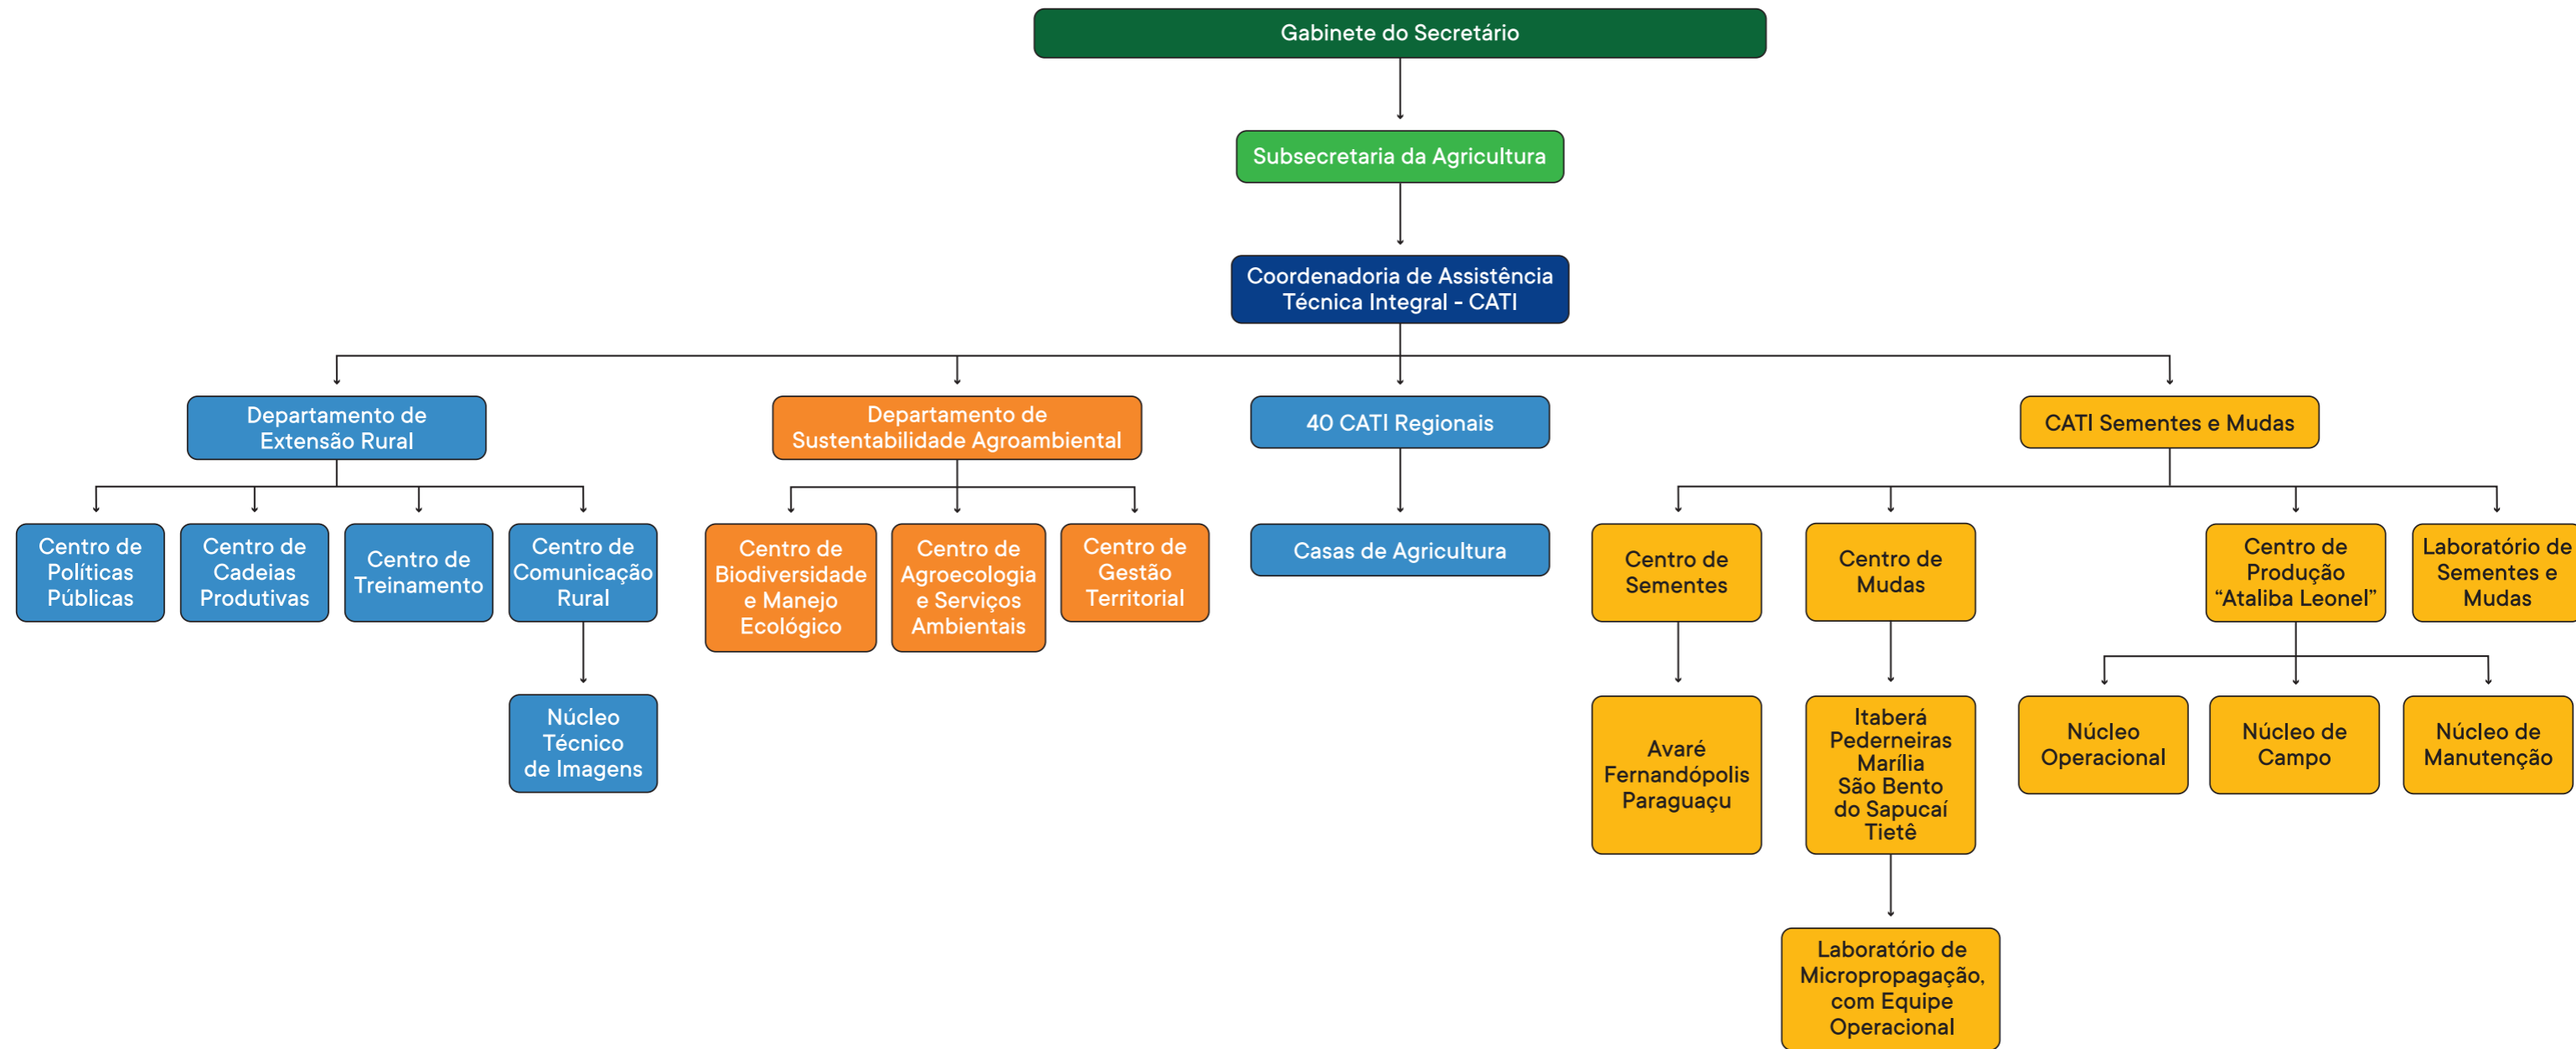 Gabinete do Secretário
Subsecretaria da Agricultura
Coordenadoria de Assistência
Técnica Integral - CATI
Departamento de
Extensão Rural
Departamento de
Sustentabilidade Agroambiental
40 CATI Regionais
CATI Sementes e Mudas
Centro de
Políticas
Públicas
Centro de
Cadeias
Produtivas
Centro de
Treinamento
Centro de
Comunicação
Rural
Centro de
Biodiversidade
e Manejo
Ecológico
Centro de
Agroecologia
e Serviços
Ambientais
Centro de
Gestão
Territorial
Casas de Agricultura
Centro de
Sementes
Centro de
Mudas
Centro de
Produção
“Ataliba Leonel”
Laboratório de
Sementes e
Mudas
Núcleo
Técnico
de Imagens
Avaré
Fernandópolis
Paraguaçu
Itaberá
Pederneiras
Marília
São Bento
do Sapucaí
Tietê
Núcleo
Operacional
Núcleo de
Campo
Núcleo de
Manutenção
Laboratório de
Micropropagação,
com Equipe
Operacional